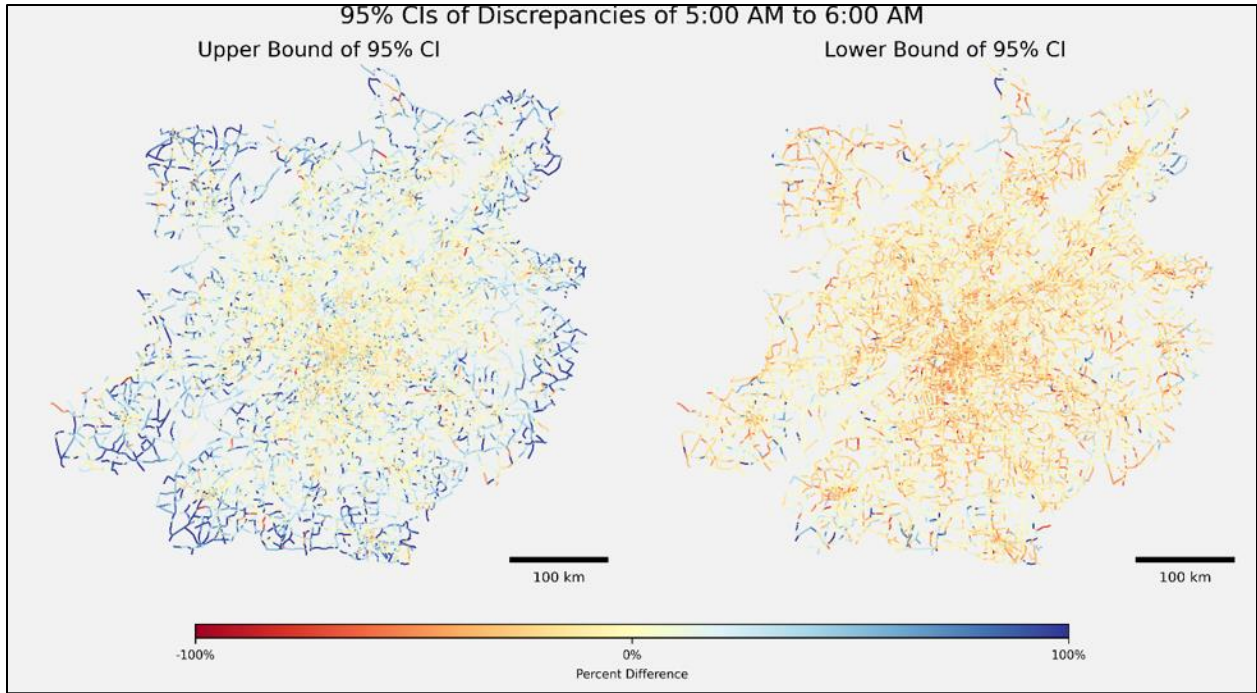 95% CIs of Discrepancies of 5:00 AM to 6:00 AM
Upper Bound of 95% CI
Lower Bound of 95% CI
100 km
100 km
-100%
0%
100%
Percent Difference